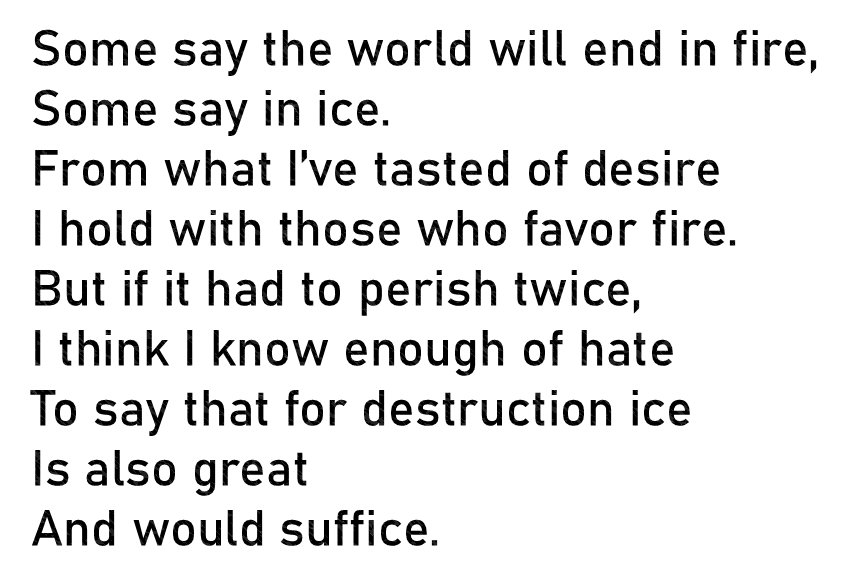 Some say the world will end in fire,
Some say in ice.
From what I've tasted of desire
I hold with those who favor fire.
But if it had to perish twice,
I think I know enough of hate
To say that for destruction ice
Is also great
And would suffice.